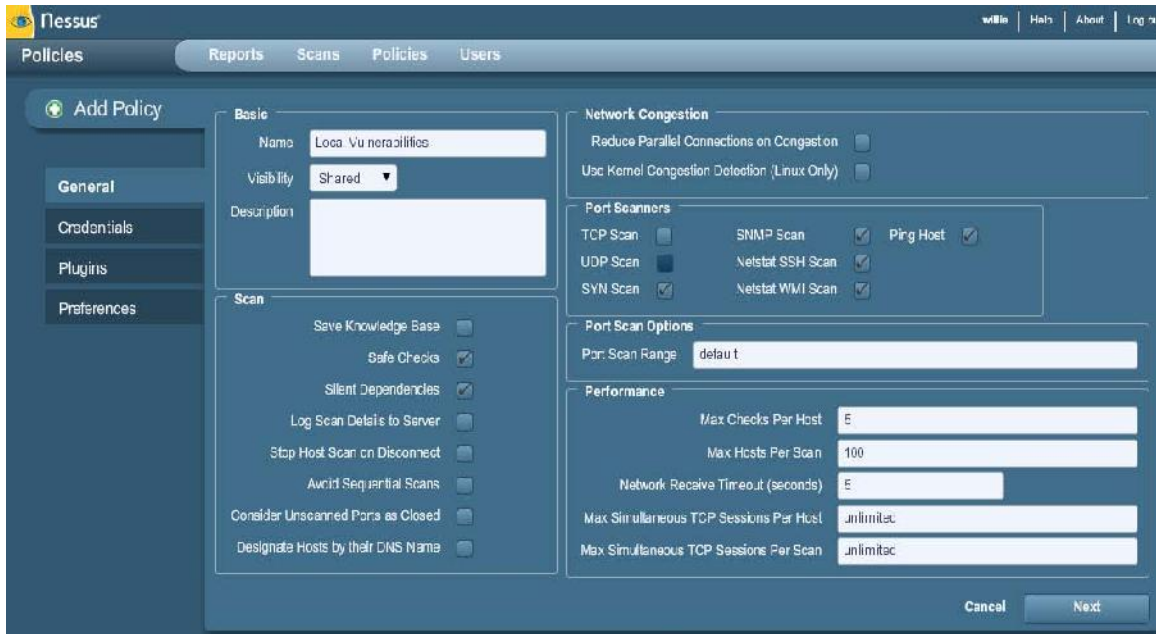 Nessus
willie | Help | About | Log
Policies
Reports Scans Policies Users
Add Policy
General
Credentials
Plugins
Preferences
Basic
Name Local Vulnerabilities
Visibility Shared
Description
Scan
Save Knowledge Base
Safe Checks
Silent Dependencies
Log Scan Details to Server
Stop Host Scan on Disconnect
Avoid Sequential Scans
Consider Unscanned Ports as Closed
Designate Hosts by their DNS Name
Network Congestion
Reduce Parallel Connections on Congestion
Use Kernel Congestion Detection (Linux Only)
Port Scanners
TCP Scan SNMP Scan Ping Host
UDP Scan Netstat SSH Scan
SYN Scan Netstat WMI Scan
Port Scan Options
Port Scan Range default
Performance
Max Checks Per Host 5
Max Hosts Per Scan 100
Network Receive Timeout (seconds) 5
Max Simultaneous TCP Sessions Per Host unlimited
Max Simultaneous TCP Sessions Per Scan unlimited
Cancel Next